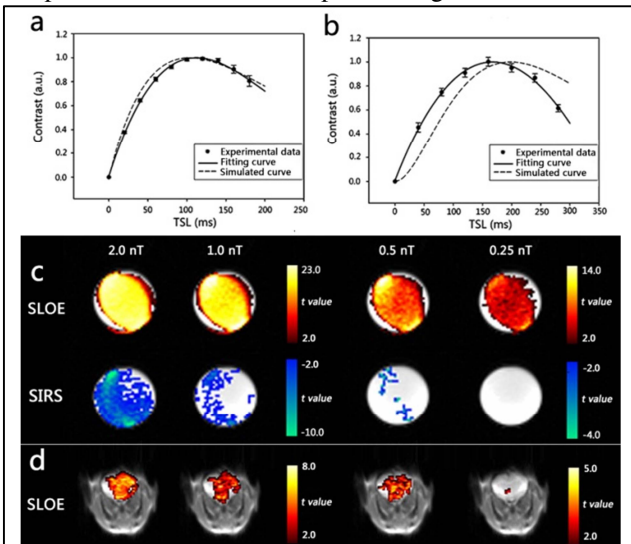 a
b
1.2
1.0
0.8
0.6
0.4
0.2
0.0
Contrast (a.u.)
Experimental data
Fitting curve
Simulated curve
0 50 100 150 200 250
TSL (ms)
1.2
1.0
0.8
0.6
0.4
0.2
0.0
Contrast (a.u.)
Experimental data
Fitting curve
Simulated curve
0 50 100 150 200 250 300 350
TSL (ms)
c
2.0 nT 1.0 nT 0.5 nT 0.25 nT
SLOE
23.0
t value
2.0
14.0
t value
2.0
SIRS
-2.0
t value
-10.0
-2.0
t value
-4.0
d
SLOE
8.0
t value
2.0
5.0
t value
2.0